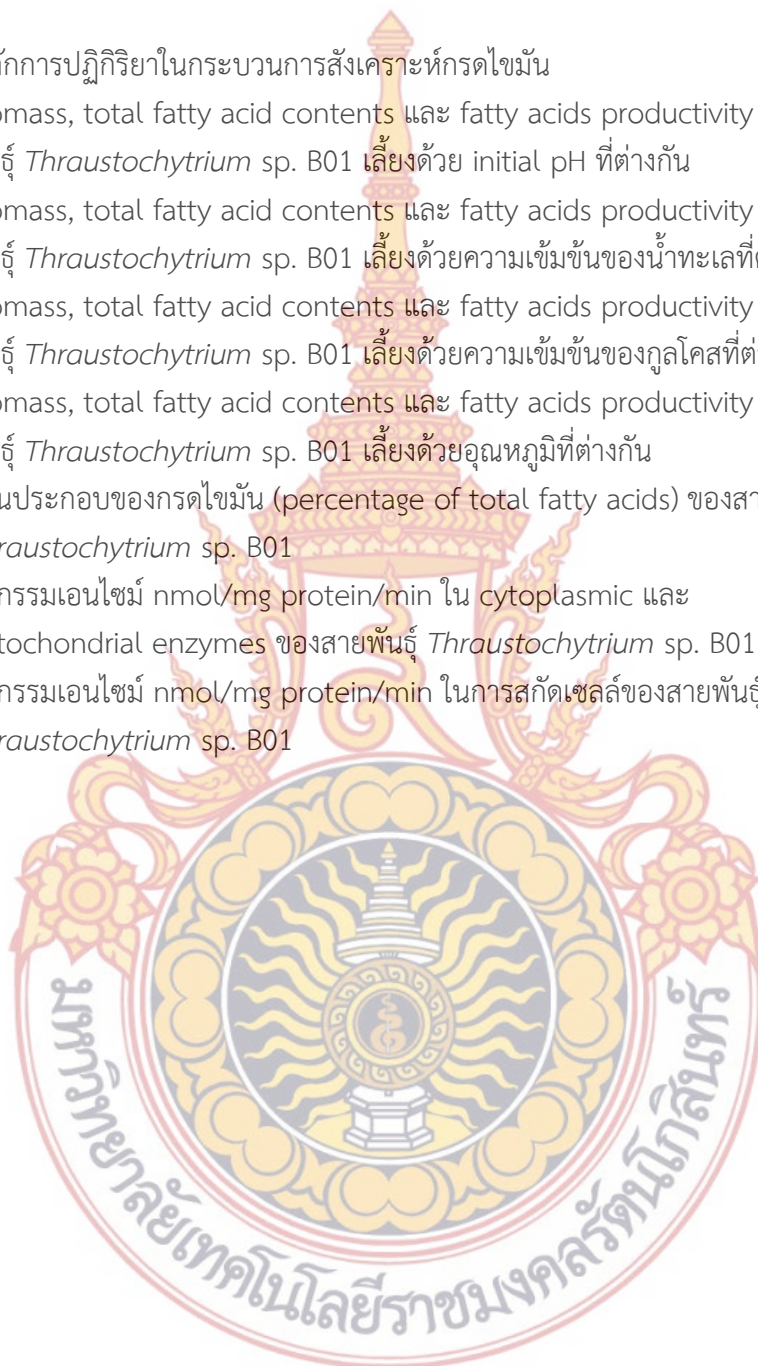 การปฏิกิริยาในกระบวนการสังเคราะห์กรดไขมัน
mass, total fatty acid contents และ fatty acids productivity
Thraustochytrium sp. B01 เลี้ยงด้วย initial pH ที่ต่างกัน
mass, total fatty acid contents และ fatty acids productivity
Thraustochytrium sp. B01 เลี้ยงด้วยความเข้มข้นของน้ำทะเลที่
mass, total fatty acid contents และ fatty acids productivity
Thraustochytrium sp. B01 เลี้ยงด้วยความเข้มข้นของกูลโคสที่
mass, total fatty acid contents และ fatty acids productivity
Thraustochytrium sp. B01 เลี้ยงด้วยอุณหภูมิที่ต่างกัน
นประกอบของกรดไขมัน (percentage of total fatty acids) ของสา
raustochytrium sp. B01
กรรมเอนไซม์ nmol/mg protein/min ใน cytoplasmic และ
tochondrial enzymes ของสายพันธุ์ Thraustochytrium sp. B01
กรรมเอนไซม์ nmol/mg protein/min ในการสกัดเซลล์ของสายพันธุ์
raustochytrium sp. B01
มหาวิทยาลัยเทคโนโลยีราชมงคลรัตนโกสินทร์